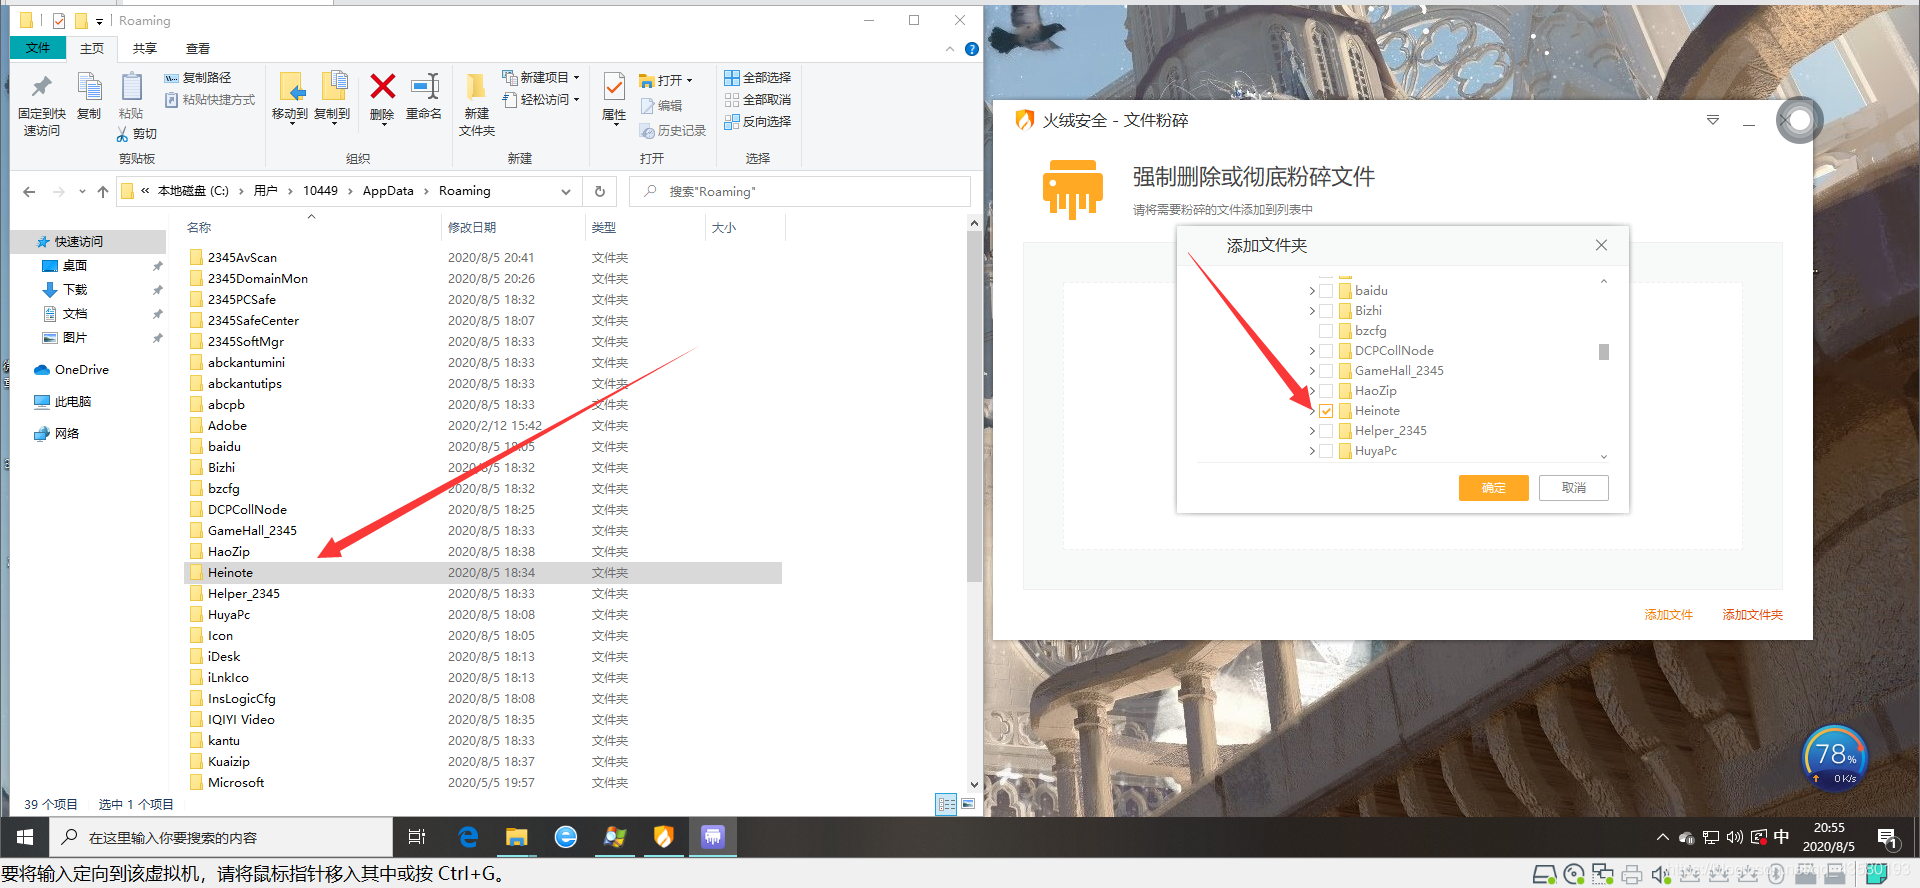 Roaming
文件 主页 共享 查看
固定到快
速访问
复制
粘贴
复制路径
粘贴快捷方式
剪切
移动到
复制到
删除
重命名
新建
文件夹
新建项目
轻松访问
属性
打开
编辑
历史记录
全部选择
全部取消
反向选择
剪贴板 组织 新建 打开 选择
« 本地磁盘 (C:) › 用户 › 10449 › AppData › Roaming
搜索"Roaming"
名称 修改日期 类型 大小
快速访问
桌面
下载
文档
图片
OneDrive
此电脑
网络
2345AvScan 2020/8/5 20:41 文件夹
2345DomainMon 2020/8/5 20:26 文件夹
2345PCSafe 2020/8/5 18:32 文件夹
2345SafeCenter 2020/8/5 18:07 文件夹
2345SoftMgr 2020/8/5 18:33 文件夹
abckantumini 2020/8/5 18:33 文件夹
abckantutips 2020/8/5 18:33 文件夹
abcpb 2020/8/5 18:33 文件夹
Adobe 2020/2/12 15:42 文件夹
baidu 2020/8/5 18:05 文件夹
Bizhi 2020/8/5 18:32 文件夹
bzcfg 2020/8/5 18:32 文件夹
DCPCollNode 2020/8/5 18:25 文件夹
GameHall_2345 2020/8/5 18:33 文件夹
HaoZip 2020/8/5 18:38 文件夹
Heinote 2020/8/5 18:34 文件夹
Helper_2345 2020/8/5 18:33 文件夹
HuyaPc 2020/8/5 18:08 文件夹
Icon 2020/8/5 18:05 文件夹
iDesk 2020/8/5 18:13 文件夹
iLnkIco 2020/8/5 18:13 文件夹
InsLogicCfg 2020/8/5 18:08 文件夹
IQIYI Video 2020/8/5 18:35 文件夹
kantu 2020/8/5 18:33 文件夹
Kuaizip 2020/8/5 18:37 文件夹
Microsoft 2020/5/5 19:57 文件夹
39 个项目 选中 1 个项目
火绒安全 - 文件粉碎
强制删除或彻底粉碎文件
请将需要粉碎的文件添加到列表中
添加文件夹
baidu
Bizhi
bzcfg
DCPCollNode
GameHall_2345
HaoZip
Heinote
Helper_2345
HuyaPc
确定 取消
添加文件 添加文件夹
78%
0K/s
在这里输入你要搜索的内容
中
20:55
2020/8/5
1
要将输入定向到该虚拟机，请将鼠标指针移入其中或按 Ctrl+G。